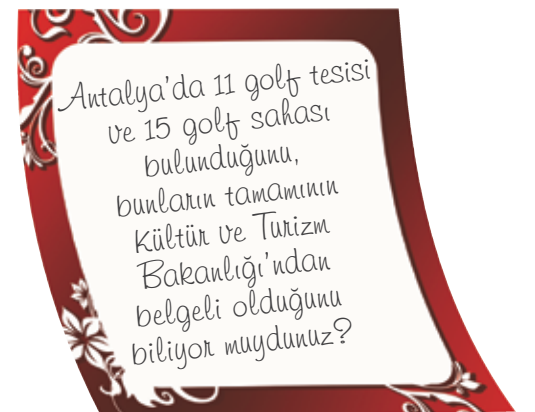 Antalya'da 11 golf tesisi
ve 15 golf sahası
bulunduğunu,
bunların tamamının
Kültür ve Turizm
Bakanlığı'ndan
belgeli olduğunu
biliyor muydunuz?